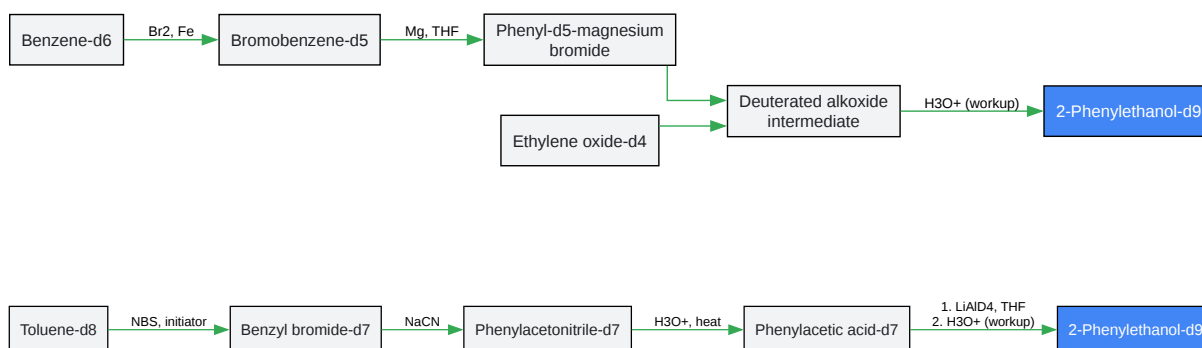 Benzene-d6
Br2, Fe
Bromobenzene-d5
Mg, THF
Phenyl-d5-magnesium
bromide
Ethylene oxide-d4
Deuterated alkoxide
intermediate
H3O+ (workup)
2-Phenylethanol-d9
Toluene-d8
NBS, initiator
Benzyl bromide-d7
NaCN
Phenylacetonitrile-d7
H3O+, heat
Phenylacetic acid-d7
1. LiAlD4, THF
2. H3O+ (workup)
2-Phenylethanol-d9